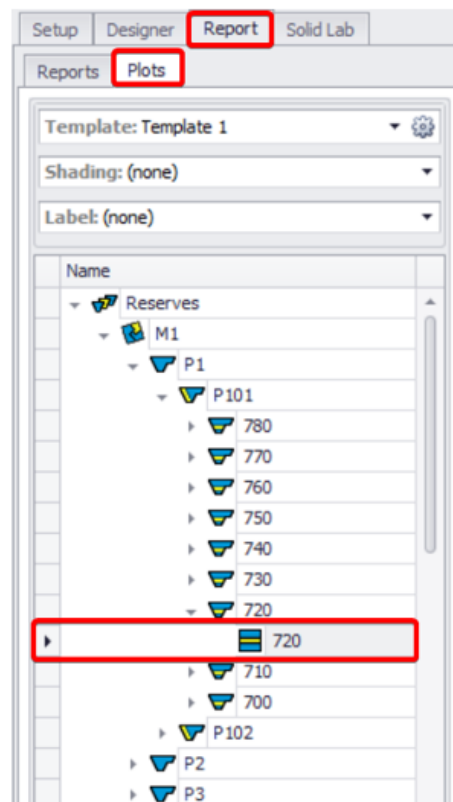 Setup Designer Report Solid Lab
Reports Plots
Template: Template 1
Shading: (none)
Label: (none)
Name
Reserves
M1
P1
P101
780
770
760
750
740
730
720
720
710
700
P102
P2
P3